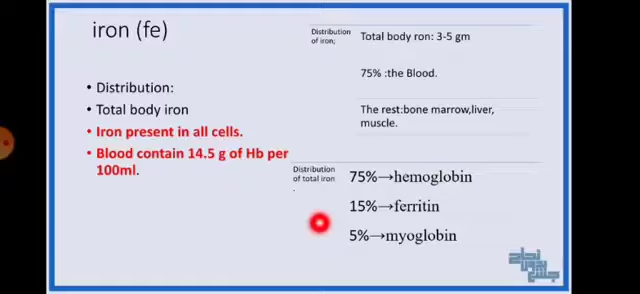 iron (fe)
• Distribution:
• Total body iron
• Iron present in all cells.
• Blood contain 14.5 g of Hb per
100ml.
Distribution
of iron;
Total body ron: 3-5 gm
75% :the Blood.
The rest:bone marrow,liver,
muscle.
Distribution
of total iron
.
75%→hemoglobin
15%→ferritin
5%→myoglobin